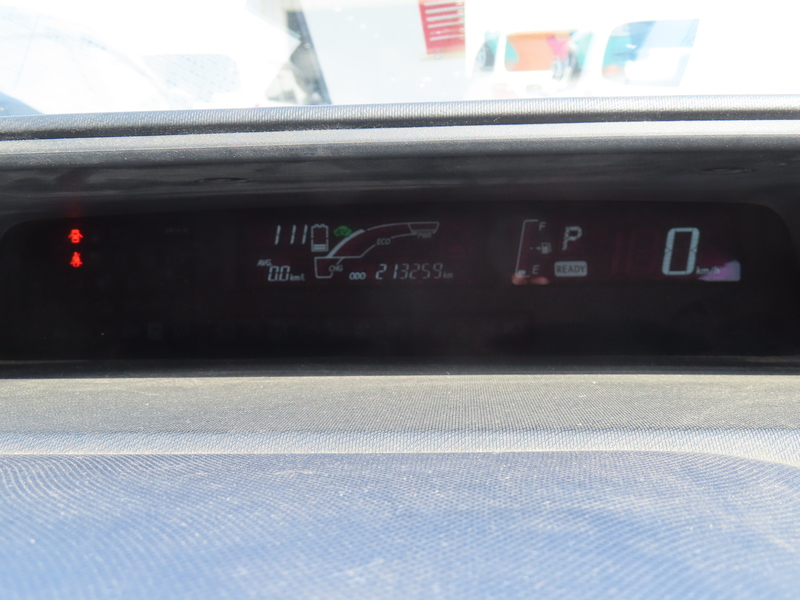 111
ECO
PWR
CHG
AVG
0.0 km/L
ODO 213259 km
F
E
P
READY
0 km/h